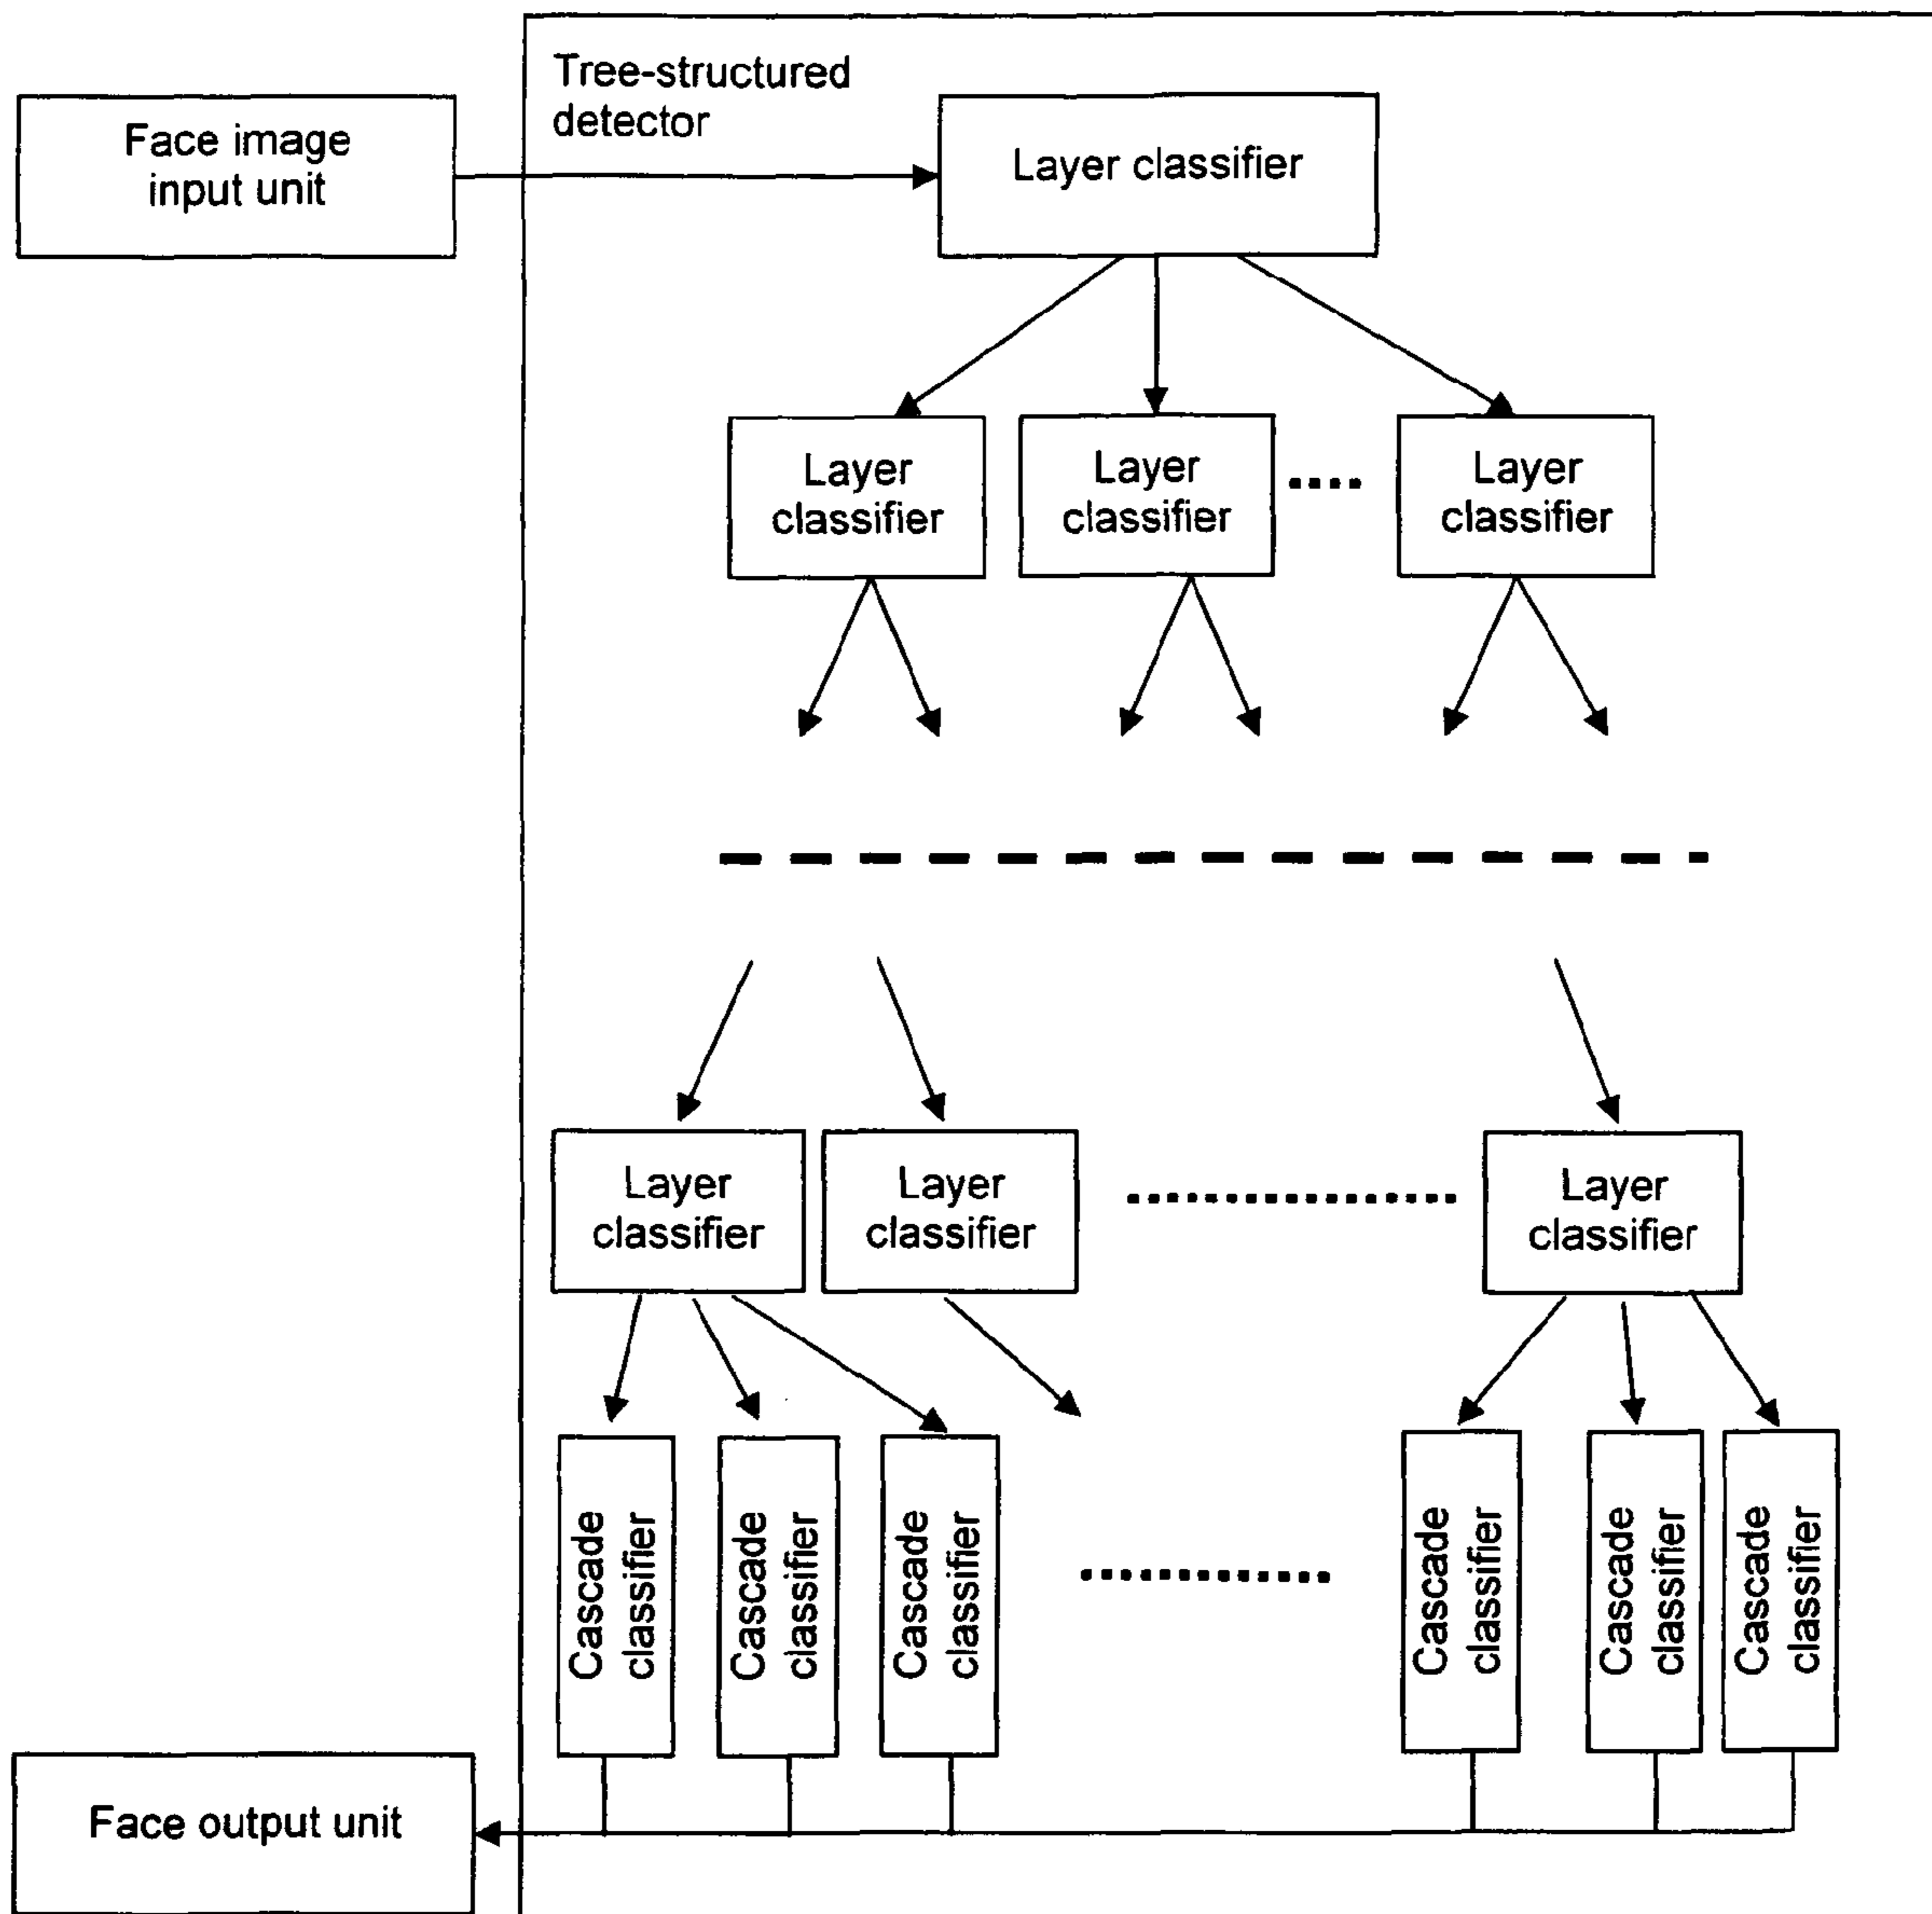 Tree-structured
detector
Face image
input unit
Layer classifier
Layer
classifier
Layer
classifier
Layer
classifier
Layer
classifier
Layer
classifier
Layer
classifier
Cascade
classifier
Cascade
classifier
Cascade
classifier
Cascade
classifier
Cascade
classifier
Cascade
classifier
Face output unit